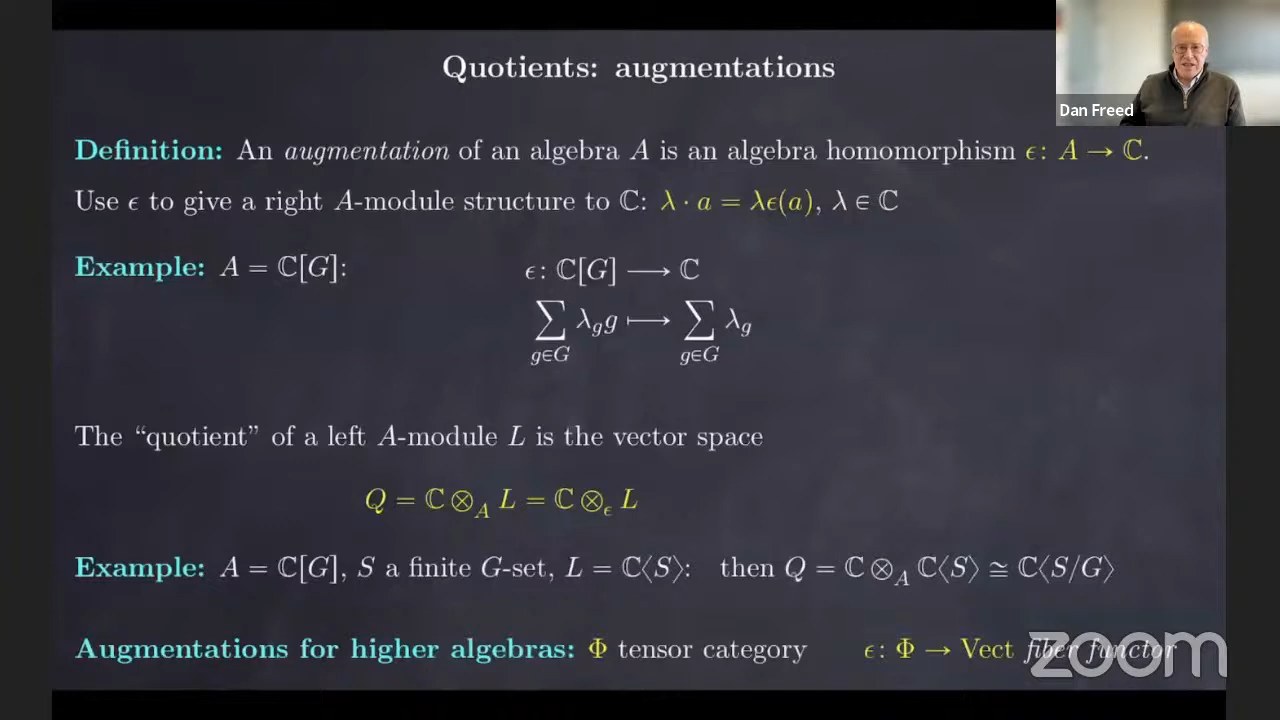 Quotients: augmentations
Dan Freed
Definition: An augmentation of an algebra A is an algebra homomorphism ϵ: A → ℂ.
Use ϵ to give a right A-module structure to ℂ: λ · a = λϵ(a), λ ∈ ℂ
Example: A = ℂ[G]: ϵ: ℂ[G] ⟶ ℂ
∑_{g∈G} λ_g g ⟼ ∑_{g∈G} λ_g
The “quotient” of a left A-module L is the vector space
Q = ℂ ⊗_A L = ℂ ⊗_ϵ L
Example: A = ℂ[G], S a finite G-set, L = ℂ⟨S⟩: then Q = ℂ ⊗_A ℂ⟨S⟩ ≅ ℂ⟨S/G⟩
Augmentations for higher algebras: Φ tensor category ϵ: Φ → Vect fiber functor
zoom